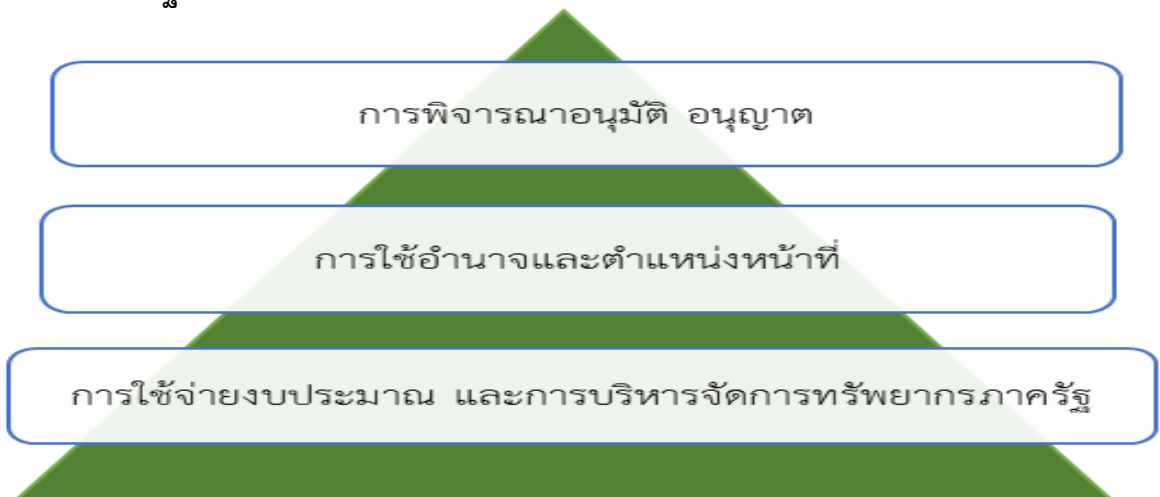 การพิจารณาอนุมัติ อนุญาต
การใช้อำนาจและตำแหน่งหน้าที่
การใช้จ่ายงบประมาณ และการบริหารจัดการทรัพยากรภาครัฐ